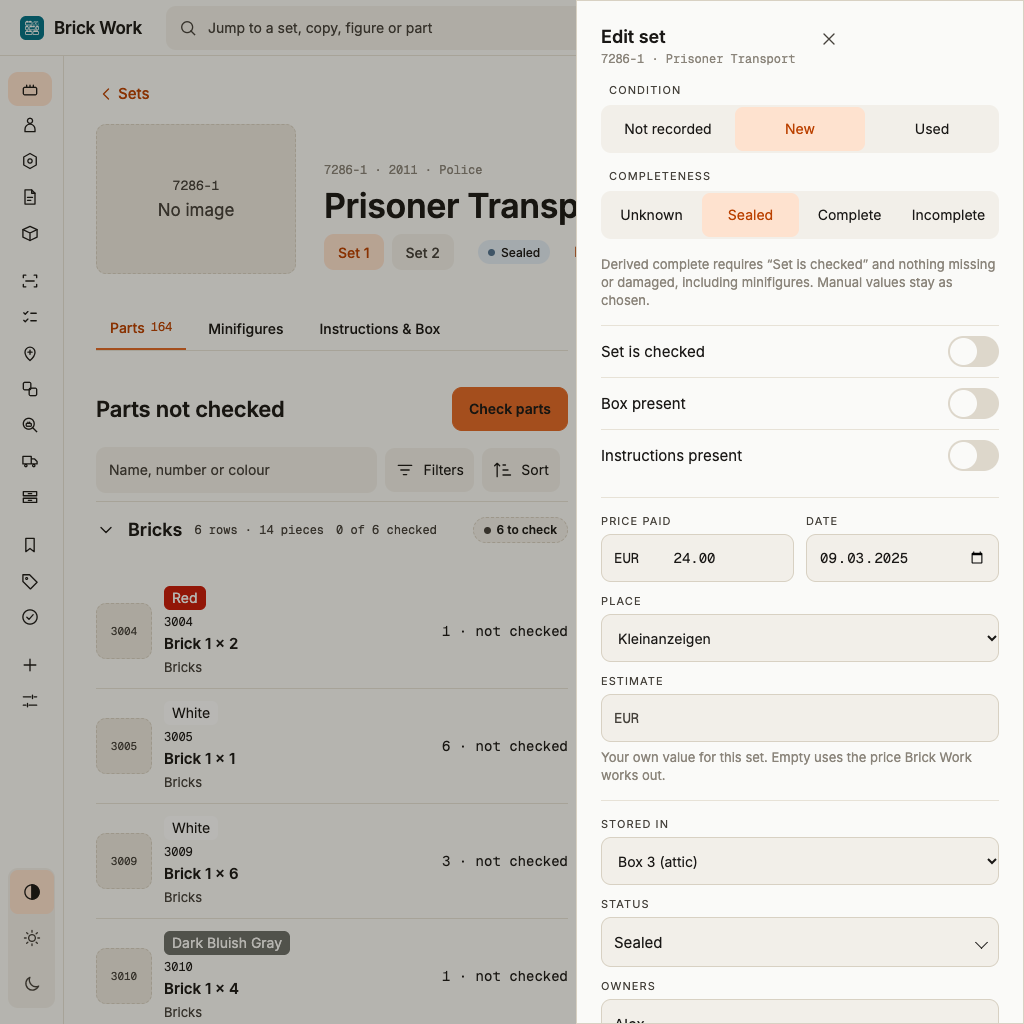 Brick Work
Jump to a set, copy, figure or part
Sets
7286-1
No image
7286-1 · 2011 · Police
Prisoner Transp
Set 1
Set 2
Sealed
Parts 164
Minifigures
Instructions & Box
Parts not checked
Check parts
Name, number or colour
Filters
Sort
Bricks 6 rows · 14 pieces 0 of 6 checked
6 to check
Red
3004
3004
Brick 1 × 2
Bricks
1 · not checked
White
3005
3005
Brick 1 × 1
Bricks
6 · not checked
White
3009
3009
Brick 1 × 6
Bricks
3 · not checked
Dark Bluish Gray
3010
3010
Brick 1 × 4
Bricks
1 · not checked
Edit set
7286-1 · Prisoner Transport
CONDITION
Not recorded
New
Used
COMPLETENESS
Unknown
Sealed
Complete
Incomplete
Derived complete requires “Set is checked” and nothing missing
or damaged, including minifigures. Manual values stay as
chosen.
Set is checked
Box present
Instructions present
PRICE PAID
EUR 24.00
DATE
09.03.2025
PLACE
Kleinanzeigen
ESTIMATE
EUR
Your own value for this set. Empty uses the price Brick Work
works out.
STORED IN
Box 3 (attic)
STATUS
Sealed
OWNERS